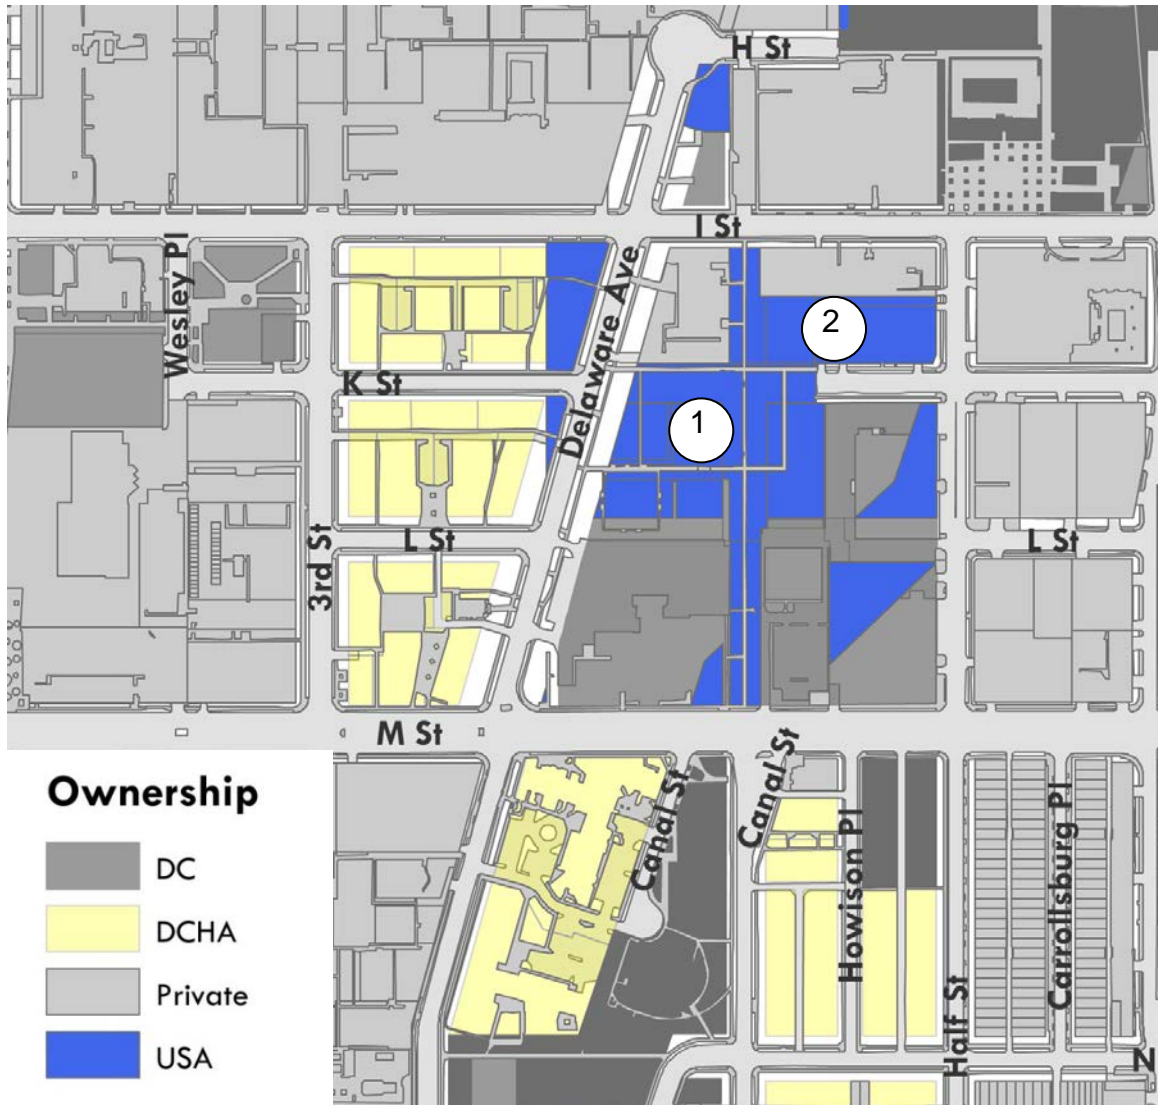 H St
I St
Wesley Pl
Delaware Ave
2
K St
1
3rd St
L St
L St
M St
Canal St
Canal St
Howison Pl
Half St
Carrollsburg Pl
N
Ownership
DC
DCHA
Private
USA